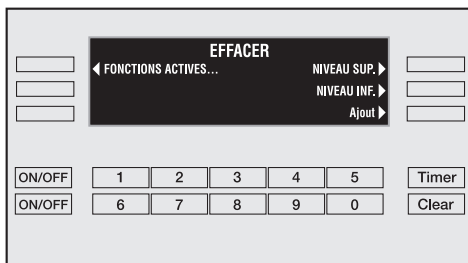 EFFACER
FONCTIONS ACTIVES... NIVEAU SUP.
NIVEAU INF.
Ajout
ON/OFF 1 2 3 4 5 Timer
ON/OFF 6 7 8 9 0 Clear